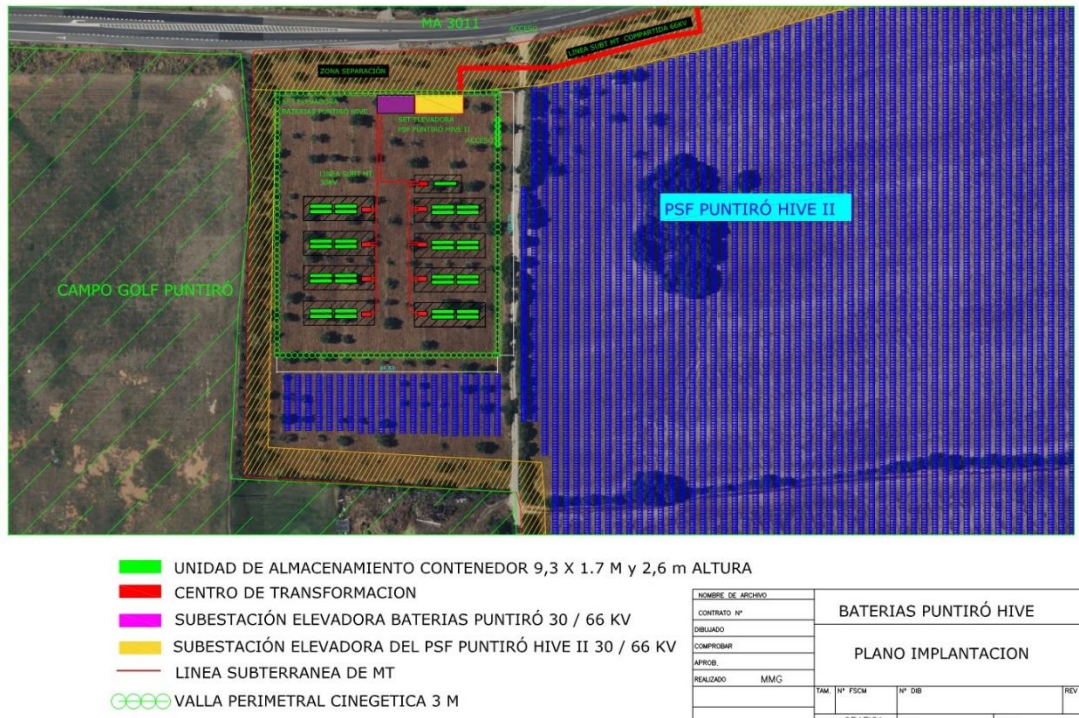 MA 3011
ACCESO
LINEA SUBT MT COMPARTIDA 66KV
ZONA SEPARACIÓN
SET ELEVADORA
BATERIAS PUNTIRÓ HIVE
SET ELEVADORA
PSF PUNTIRÓ HIVE II
ACCESO
LINEA SUBT MT
30KV
PSF PUNTIRÓ HIVE II
CAMPO GOLF PUNTIRÓ
UNIDAD DE ALMACENAMIENTO CONTENEDOR 9,3 X 1.7 M y 2,6 m ALTURA
CENTRO DE TRANSFORMACION
SUBESTACIÓN ELEVADORA BATERIAS PUNTIRÓ 30 / 66 KV
SUBESTACIÓN ELEVADORA DEL PSF PUNTIRÓ HIVE II 30 / 66 KV
LINEA SUBTERRANEA DE MT
VALLA PERIMETRAL CINEGETICA 3 M
NOMBRE DE ARCHIVO
CONTRATO Nº
DIBUJADO
COMPROBAR
APROB.
REALIZADO MMG
BATERIAS PUNTIRÓ HIVE
PLANO IMPLANTACION
TAM. Nº FSCM Nº DIB REV